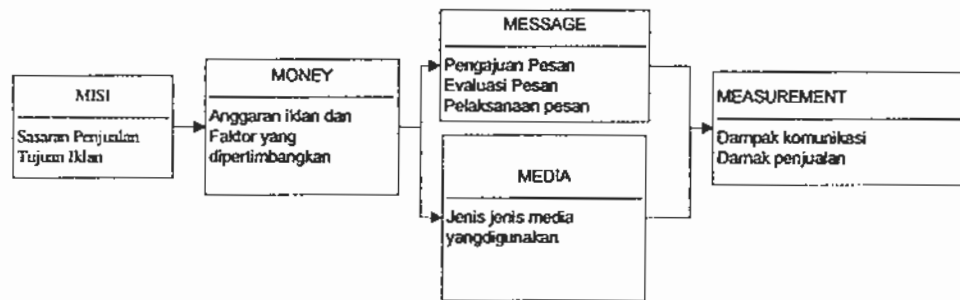 MISI
Sasaran Penjualan
Tujuan Iklan
MONEY
Anggaran iklan dan
Faktor yang
dipertimbangkan
MESSAGE
Pengajuan Pesan
Evaluasi Pesan
Pelaksanaan pesan
MEDIA
Jenis jenis media
yangdigunakan
MEASUREMENT
Dampak komunikasi
Damak penjualan